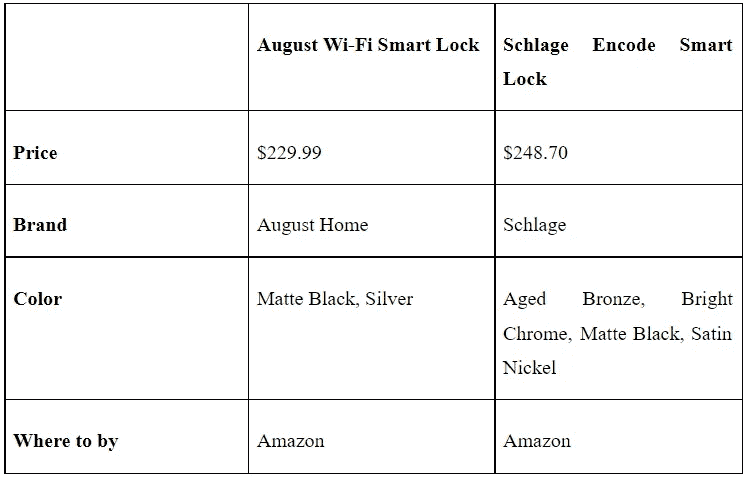 August Wi-Fi Smart Lock
Schlage Encode Smart
Lock
Price
$229.99
$248.70
Brand
August Home
Schlage
Color
Matte Black, Silver
Aged Bronze, Bright
Chrome, Matte Black, Satin
Nickel
Where to by
Amazon
Amazon